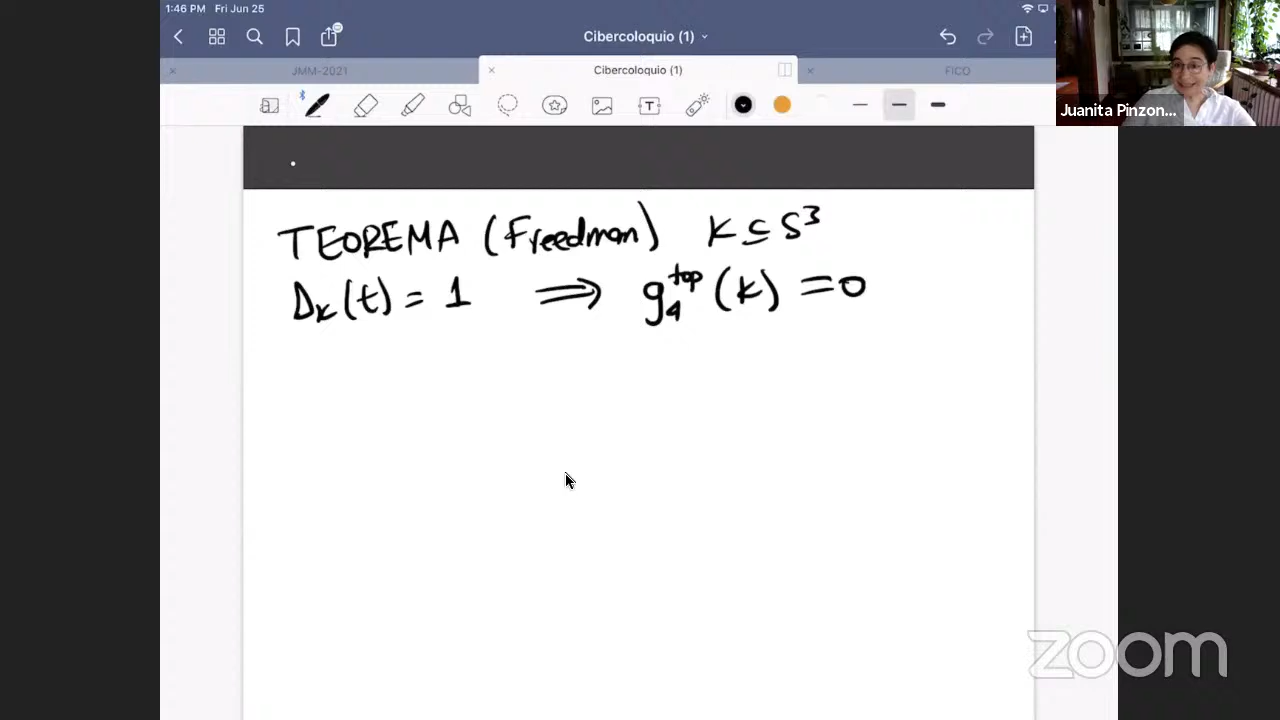 1:46 PM Fri Jun 25
Cibercoloquio (1)
JMM-2021
Cibercoloquio (1)
FICO
T
Juanita Pinzon...
TEOREMA (Freedman) K ⊆ S³
Δ_K(t) = 1 ⟹ g₄^top (K) = 0
zoom